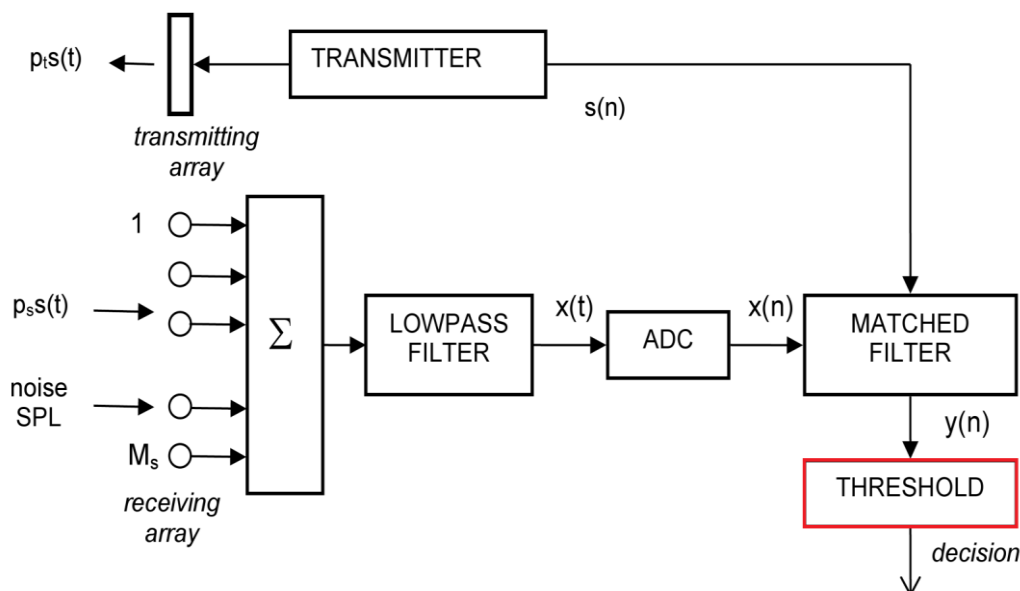 pₜs(t)
TRANSMITTER
s(n)
transmitting
array
1
Σ
pₛs(t)
LOWPASS
FILTER
x(t)
ADC
x(n)
MATCHED
FILTER
noise
SPL
y(n)
Mₛ
THRESHOLD
receiving
array
decision